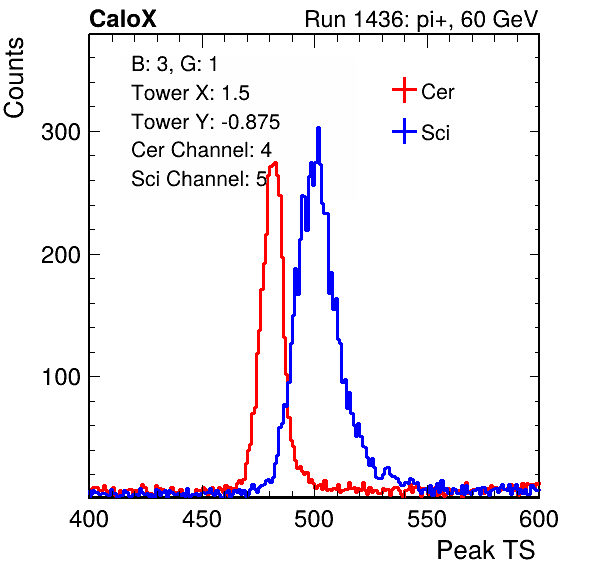 CaloX Run 1436: pi+, 60 GeV
Counts
B: 3, G: 1
Tower X: 1.5
Tower Y: -0.875
Cer Channel: 4
Sci Channel: 5
Cer
Sci
300
200
100
400 450 500 550 600
Peak TS